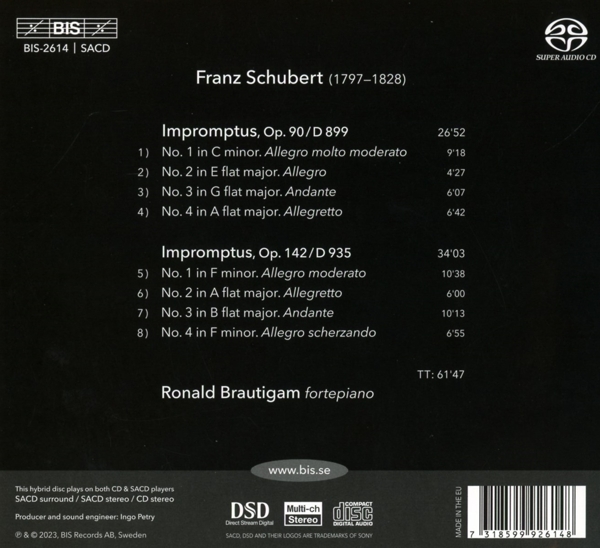 BIS
BIS-2614 | SACD
SUPER AUDIO CD
Franz Schubert (1797–1828)
Impromptus, Op. 90 / D 899 26'52
1) No. 1 in C minor. Allegro molto moderato 9'18
2) No. 2 in E flat major. Allegro 4'27
3) No. 3 in G flat major. Andante 6'07
4) No. 4 in A flat major. Allegretto 6'42
Impromptus, Op. 142 / D 935 34'03
5) No. 1 in F minor. Allegro moderato 10'38
6) No. 2 in A flat major. Allegretto 6'00
7) No. 3 in B flat major. Andante 10'13
8) No. 4 in F minor. Allegro scherzando 6'55
TT: 61'47
Ronald Brautigam fortepiano
www.bis.se
This hybrid disc plays on both CD & SACD players
SACD surround / SACD stereo / CD stereo
Producer and sound engineer: Ingo Petry
℗ & © 2023, BIS Records AB, Sweden
DSD
Direct Stream Digital
Multi-ch
Stereo
COMPACT
disc
DIGITAL AUDIO
SACD, DSD AND THEIR LOGOS ARE TRADEMARKS OF SONY
MADE IN THE EU
7 318599 926148